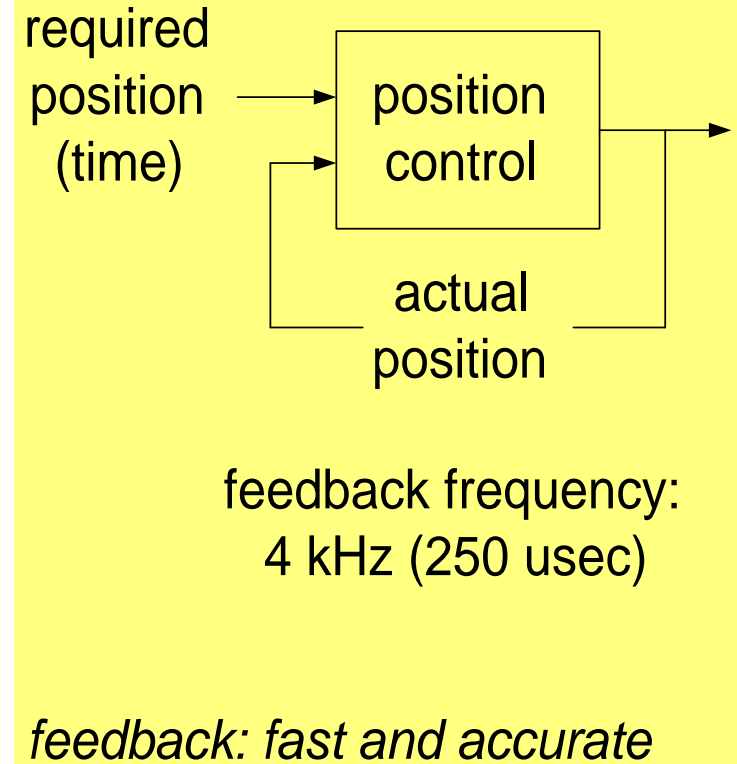 required
position
(time)
position
control
actual
position
feedback frequency:
4 kHz (250 usec)
feedback: fast and accurate